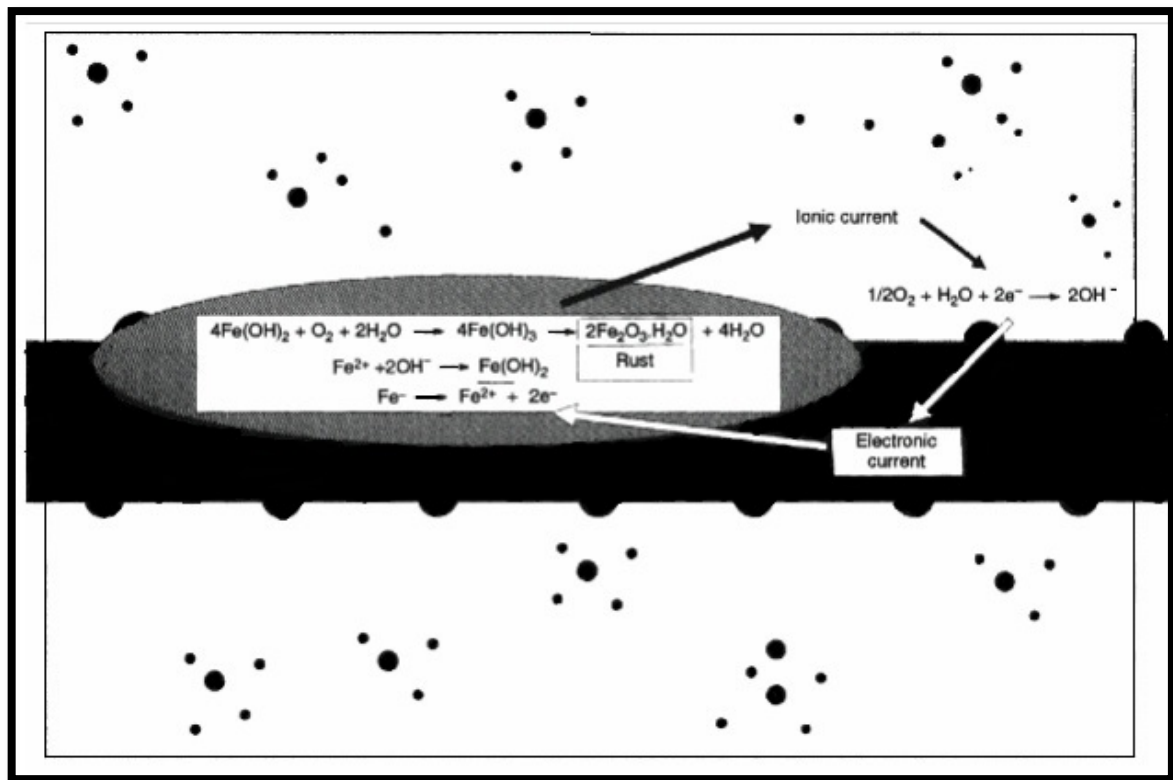 Ionic current
1/2O₂ + H₂O + 2e⁻ → 2OH⁻
4Fe(OH)₂ + O₂ + 2H₂O → 4Fe(OH)₃ → 2Fe₂O₃.H₂O + 4H₂O
Rust
Fe²⁺ +2OH⁻ → Fe(OH)₂
Fe⁻ → Fe²⁺ + 2e⁻
Electronic
current